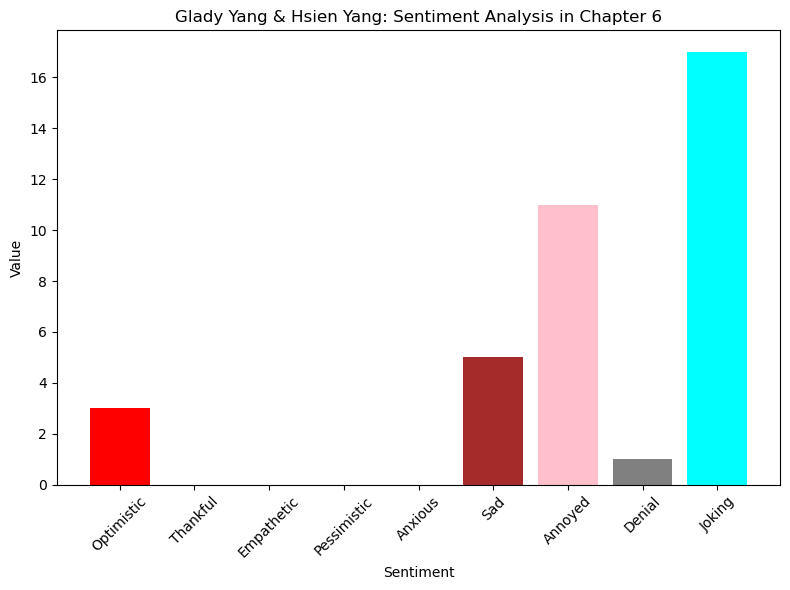 Glady Yang & Hsien Yang: Sentiment Analysis in Chapter 6
Value
16
14
12
10
8
6
4
2
0
Optimistic
Thankful
Empathetic
Pessimistic
Anxious
Sad
Annoyed
Denial
Joking
Sentiment